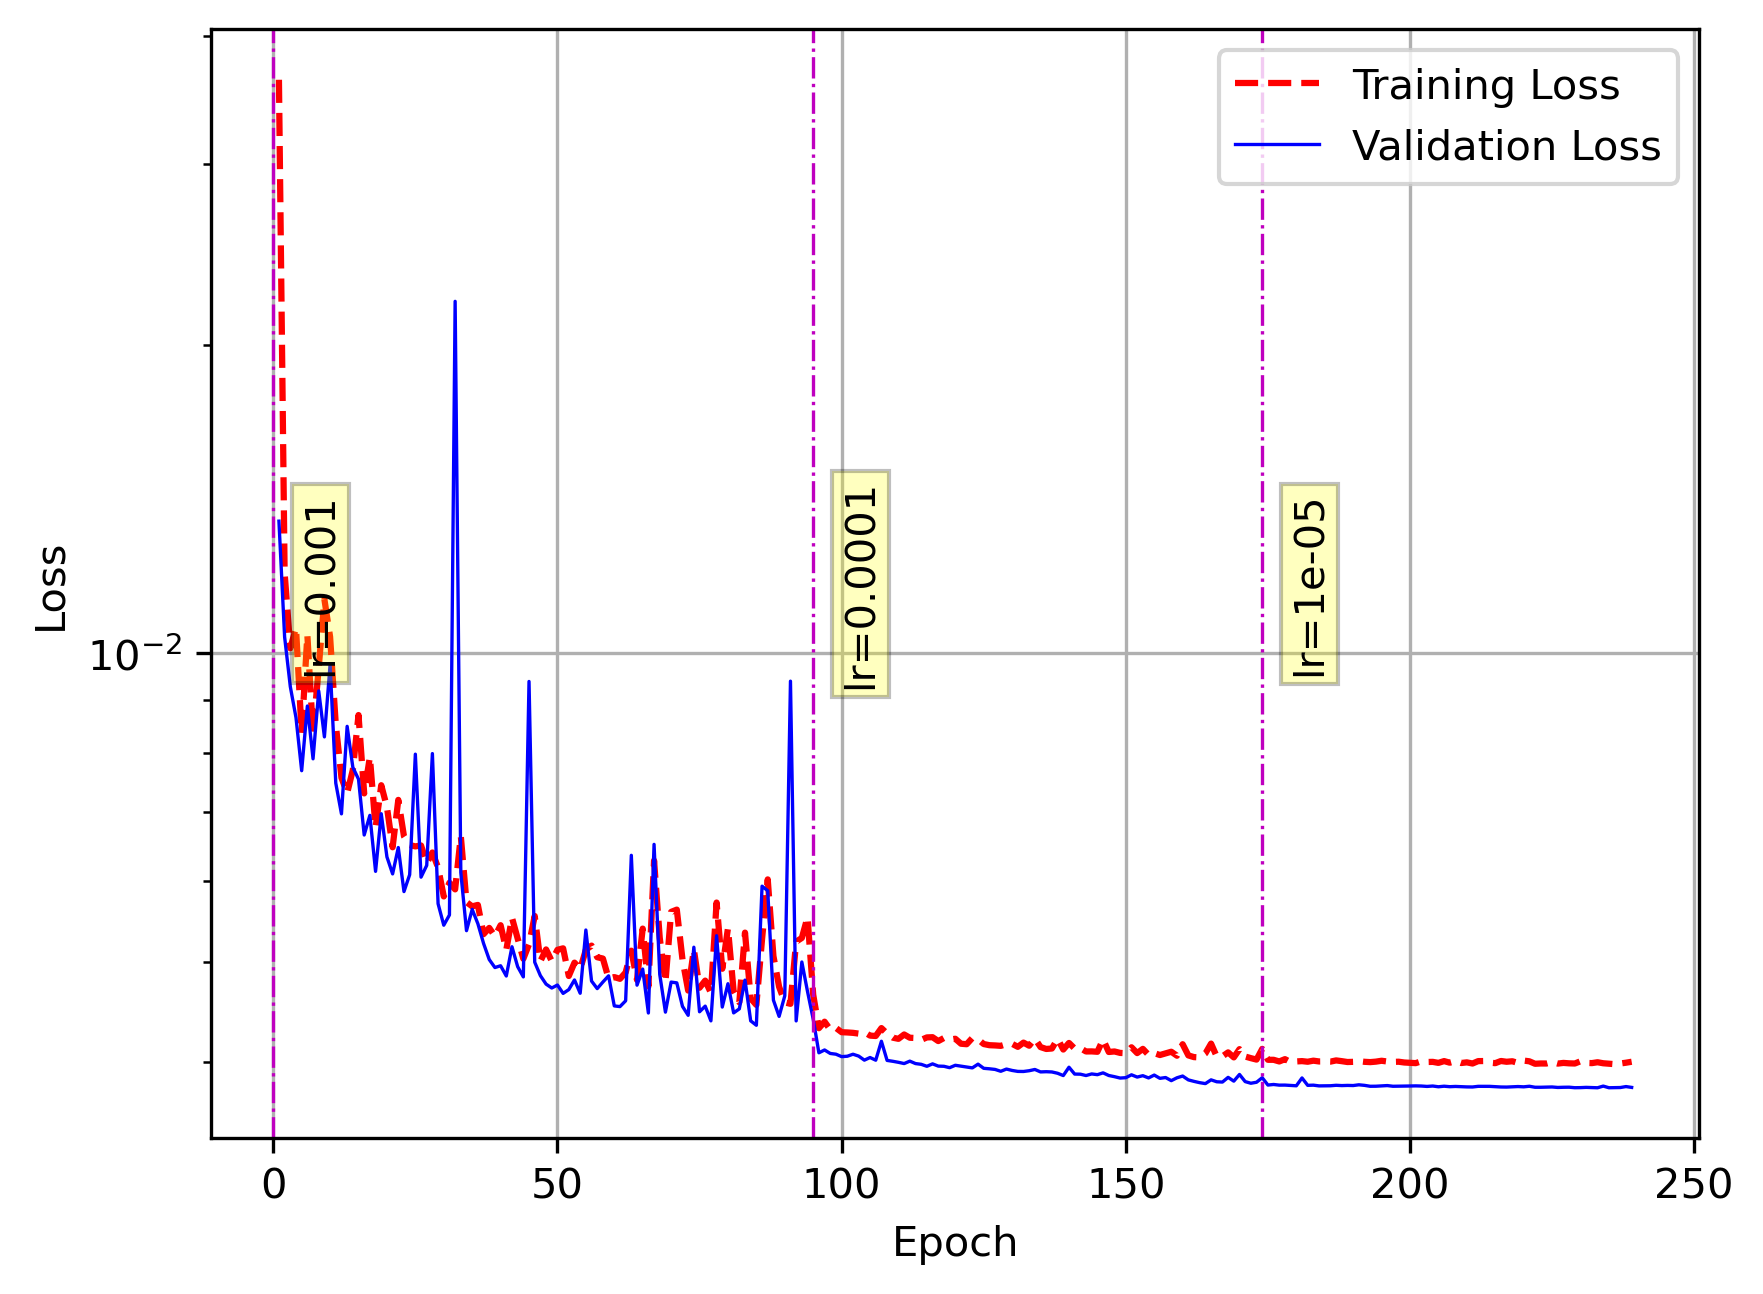 Training Loss
Validation Loss
lr=0.001
lr=0.0001
lr=1e-05
Loss
10⁻²
0 50 100 150 200 250
Epoch